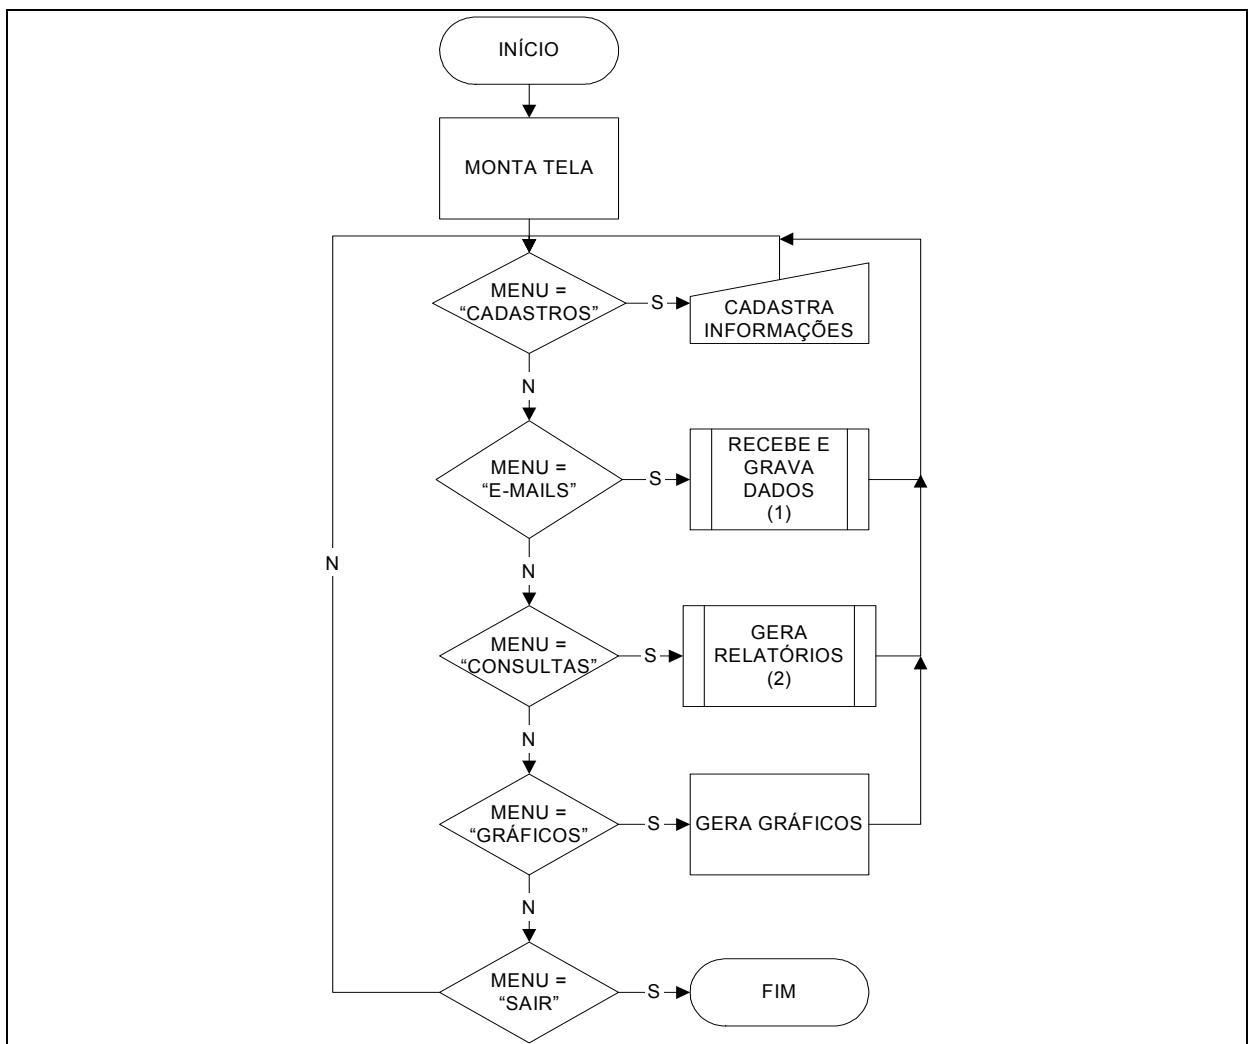 INÍCIO
MONTA TELA
MENU =
“CADASTROS”
S
CADASTRA
INFORMAÇÕES
N
MENU =
“E-MAILS”
S
RECEBE E
GRAVA
DADOS
(1)
N
N
MENU =
“CONSULTAS”
S
GERA
RELATÓRIOS
(2)
N
MENU =
“GRÁFICOS”
S
GERA GRÁFICOS
N
MENU =
“SAIR”
S
FIM